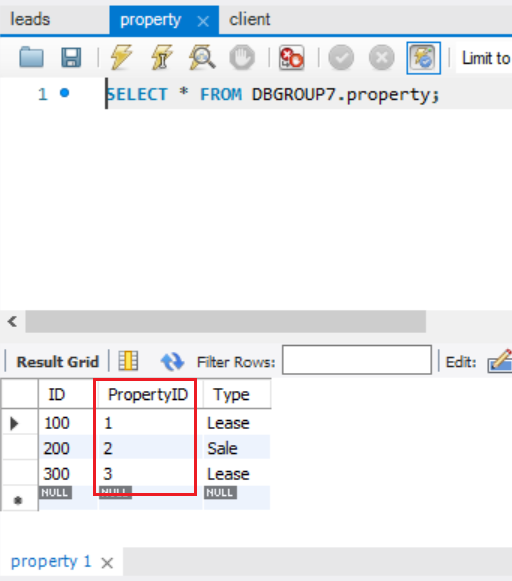 leads property client
Limit to
1 SELECT * FROM DBGROUP7.property;
Result Grid Filter Rows: Edit:
ID PropertyID Type
100 1 Lease
200 2 Sale
300 3 Lease
NULL NULL NULL
property 1